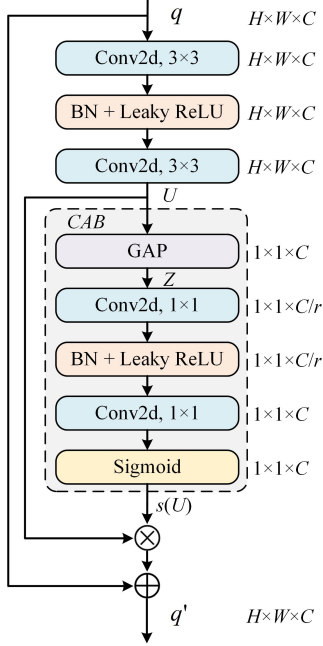 q H×W×C
Conv2d, 3×3 H×W×C
BN + Leaky ReLU H×W×C
Conv2d, 3×3 H×W×C
U
CAB
GAP 1×1×C
Z
Conv2d, 1×1 1×1×C/r
BN + Leaky ReLU 1×1×C/r
Conv2d, 1×1 1×1×C
Sigmoid 1×1×C
s(U)
q' H×W×C